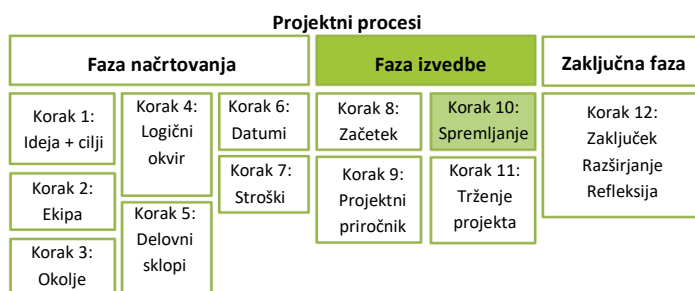 Projektni procesi
Faza načrtovanja
Faza izvedbe
Zaključna faza
Korak 1:
Ideja + cilji
Korak 2:
Ekipa
Korak 3:
Okolje
Korak 4:
Logični
okvir
Korak 5:
Delovni
sklopi
Korak 6:
Datumi
Korak 7:
Stroški
Korak 8:
Začetek
Korak 9:
Projektni
priročnik
Korak 10:
Spremljanje
Korak 11:
Trženje
projekta
Korak 12:
Zaključek
Razširjanje
Refleksija